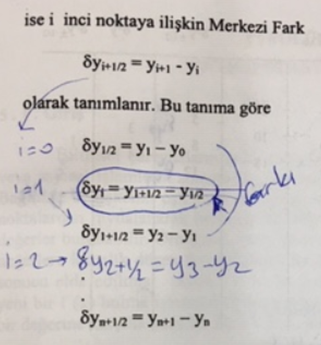 ise i inci noktaya ilişkin Merkezi Fark
δyi+1/2 = yi+1 - yi
olarak tanımlanır. Bu tanıma göre
i=0 δy1/2 = y1 – y0
i=1 δy1 = y1+1/2 – y1/2 farkı
δy1+1/2 = y2 – y1
i=2 → δy2+1/2 = y3 – y2
⋮
δyn+1/2 = yn+1 – yn